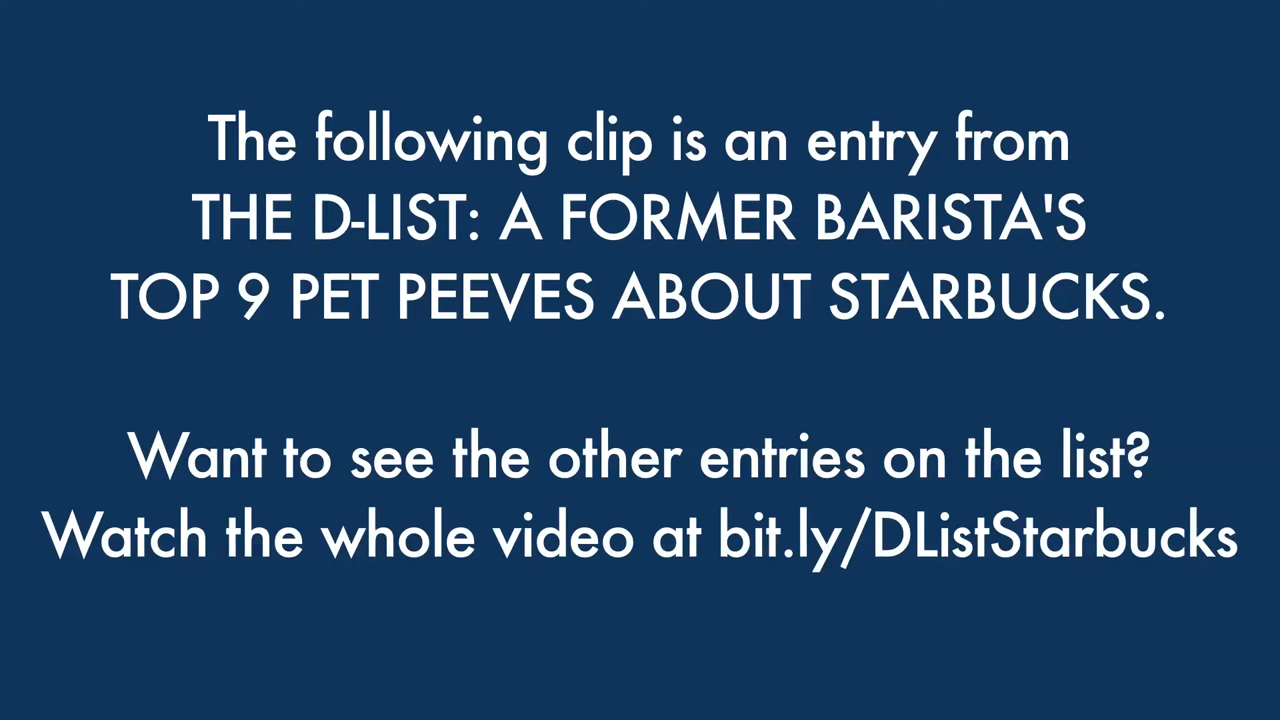 The following clip is an entry from
THE D-LIST: A FORMER BARISTA'S
TOP 9 PET PEEVES ABOUT STARBUCKS.
Want to see the other entries on the list?
Watch the whole video at bit.ly/DListStarbucks